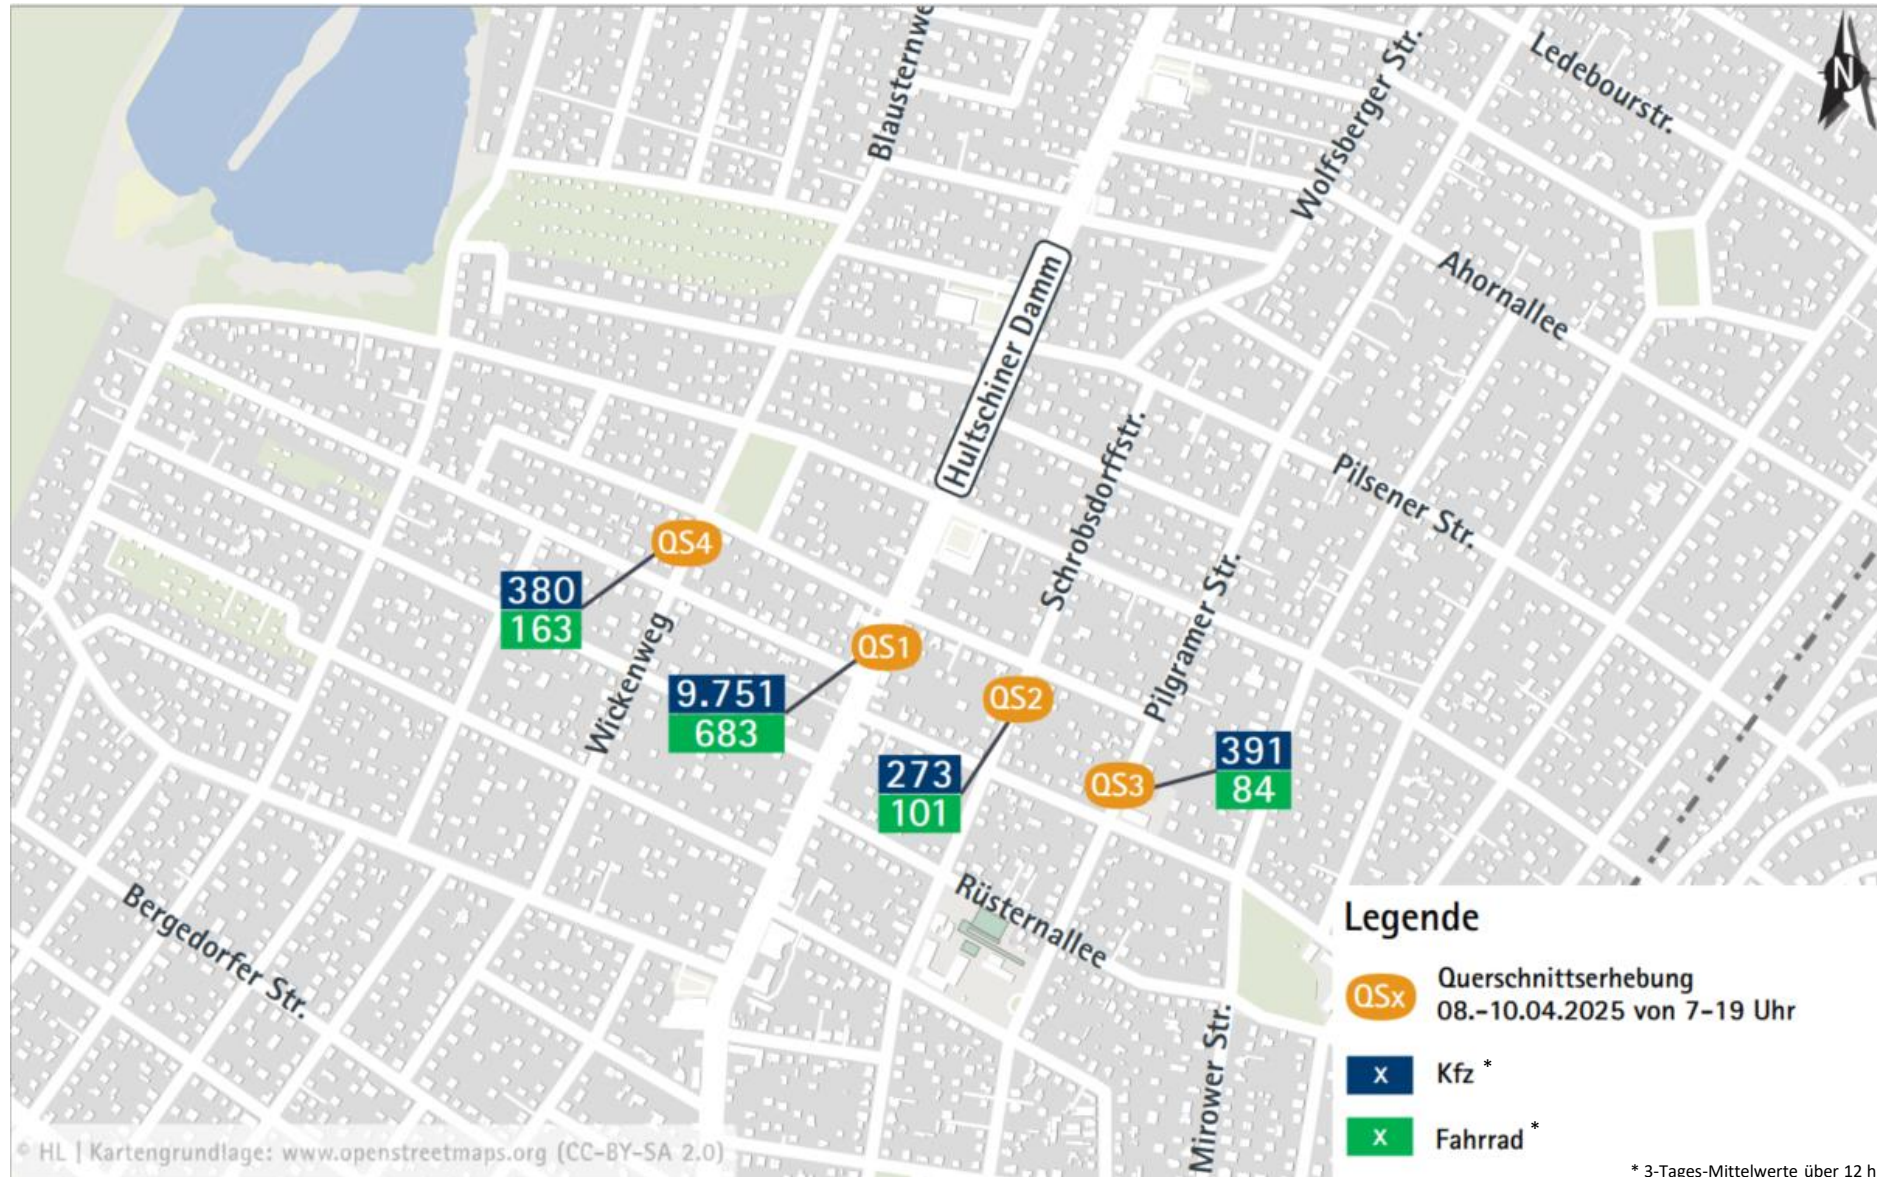 Blausternwe
Wolfsberger Str.
Ledebourstr.
N
Ahornallee
Hultschiner Damm
Schrobsdorffstr.
Pilsener Str.
QS4
380
163
Wickenweg
QS1
9.751
683
QS2
273
101
Pilgramer Str.
QS3
391
84
Rüsternallee
Bergedorfer Str.
Mirower Str.
Legende
QSx
Querschnittserhebung
08.-10.04.2025 von 7-19 Uhr
x
Kfz *
x
Fahrrad *
© HL | Kartengrundlage: www.openstreetmaps.org (CC-BY-SA 2.0)
* 3-Tages-Mittelwerte über 12 h